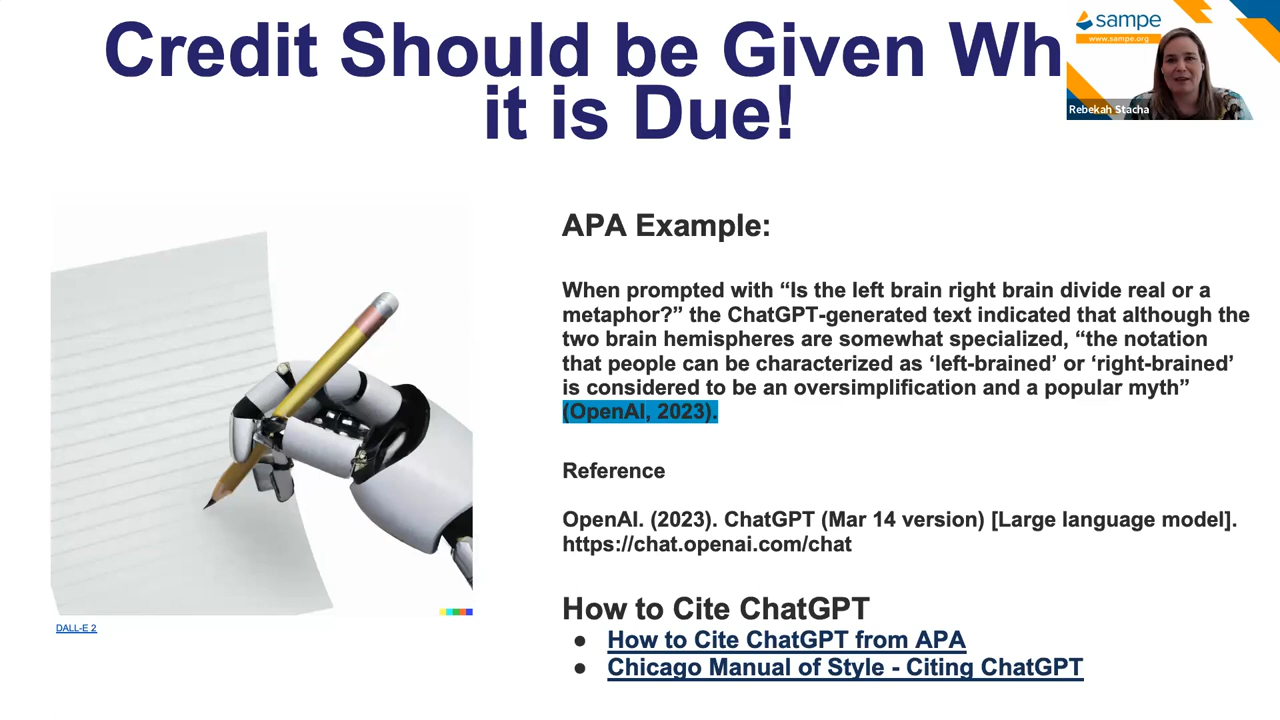 Credit Should be Given Wh
it is Due!
sampe
www.sampe.org
Rebekah Stacha
APA Example:
When prompted with “Is the left brain right brain divide real or a
metaphor?” the ChatGPT-generated text indicated that although the
two brain hemispheres are somewhat specialized, “the notation
that people can be characterized as ‘left-brained’ or ‘right-brained’
is considered to be an oversimplification and a popular myth”
(OpenAI, 2023).
Reference
OpenAI. (2023). ChatGPT (Mar 14 version) [Large language model].
https://chat.openai.com/chat
How to Cite ChatGPT
● How to Cite ChatGPT from APA
● Chicago Manual of Style - Citing ChatGPT
DALL-E 2